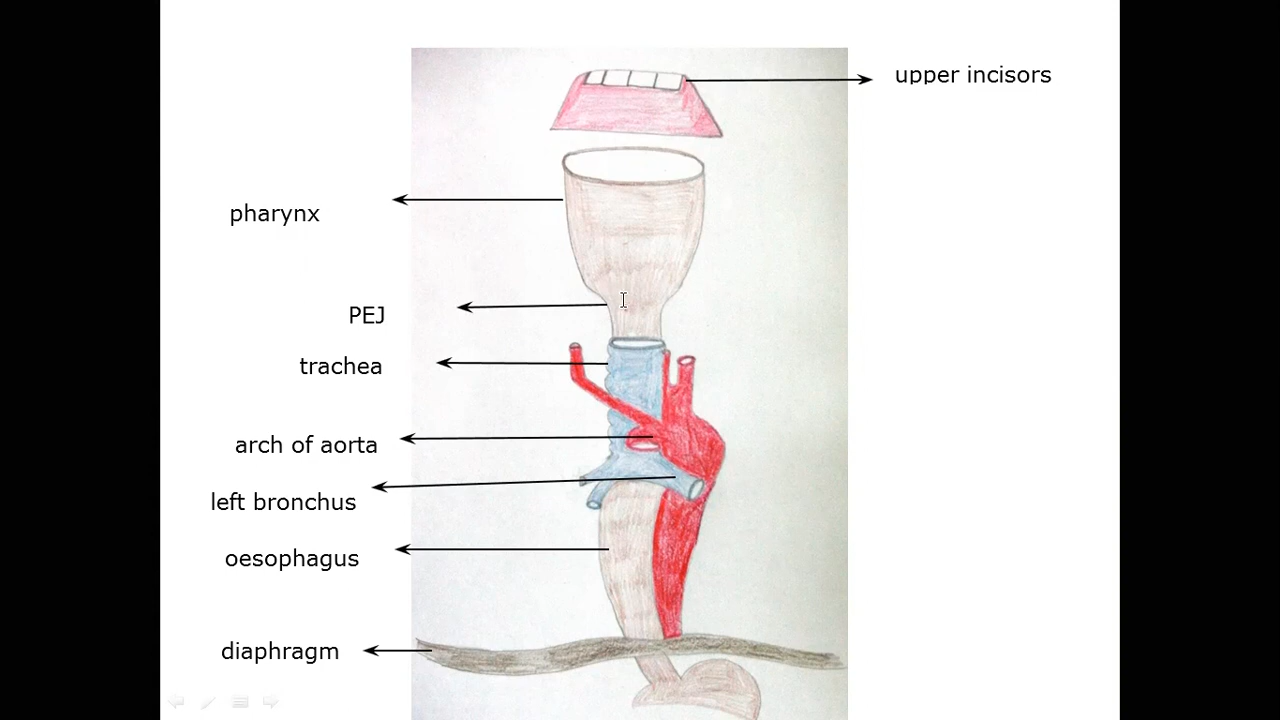 upper incisors
pharynx
PEJ
trachea
arch of aorta
left bronchus
oesophagus
diaphragm